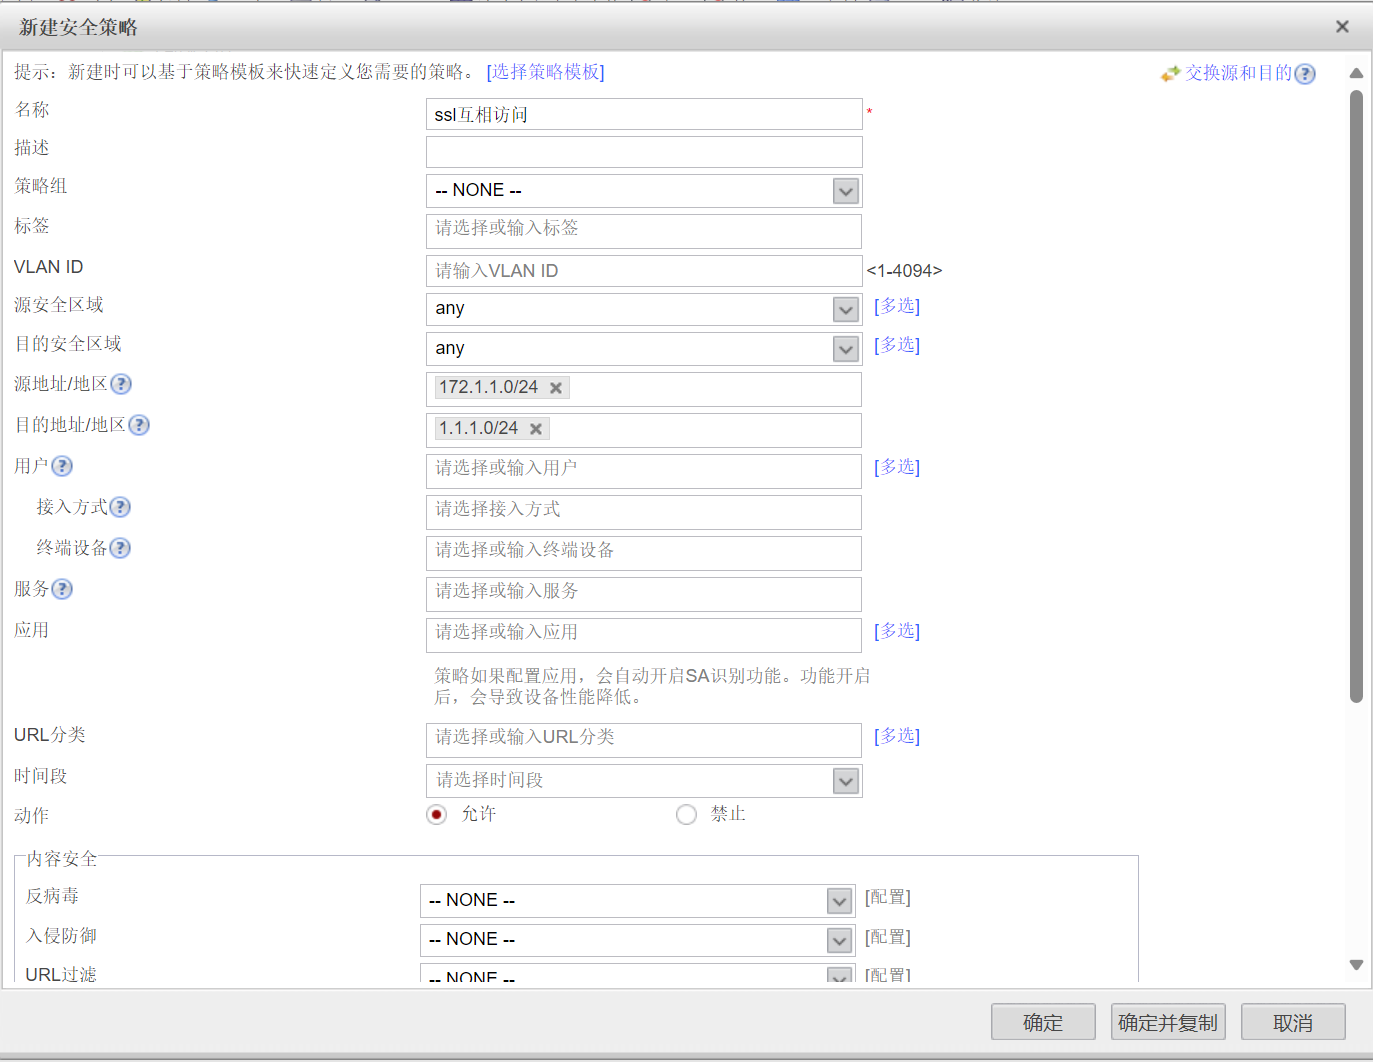 新建安全策略
提示：新建时可以基于策略模板来快速定义您需要的策略。 [选择策略模板] 交换源和目的
名称 ssl互相访问 *
描述
策略组 -- NONE --
标签 请选择或输入标签
VLAN ID 请输入VLAN ID <1-4094>
源安全区域 any [多选]
目的安全区域 any [多选]
源地址/地区 172.1.1.0/24
目的地址/地区 1.1.1.0/24
用户 请选择或输入用户 [多选]
接入方式 请选择接入方式
终端设备 请选择或输入终端设备
服务 请选择或输入服务
应用 请选择或输入应用 [多选]
策略如果配置应用，会自动开启SA识别功能。功能开启
后，会导致设备性能降低。
URL分类 请选择或输入URL分类 [多选]
时间段 请选择时间段
动作 允许 禁止
内容安全
反病毒 -- NONE -- [配置]
入侵防御 -- NONE -- [配置]
URL过滤 -- NONE -- [配置]
确定 确定并复制 取消